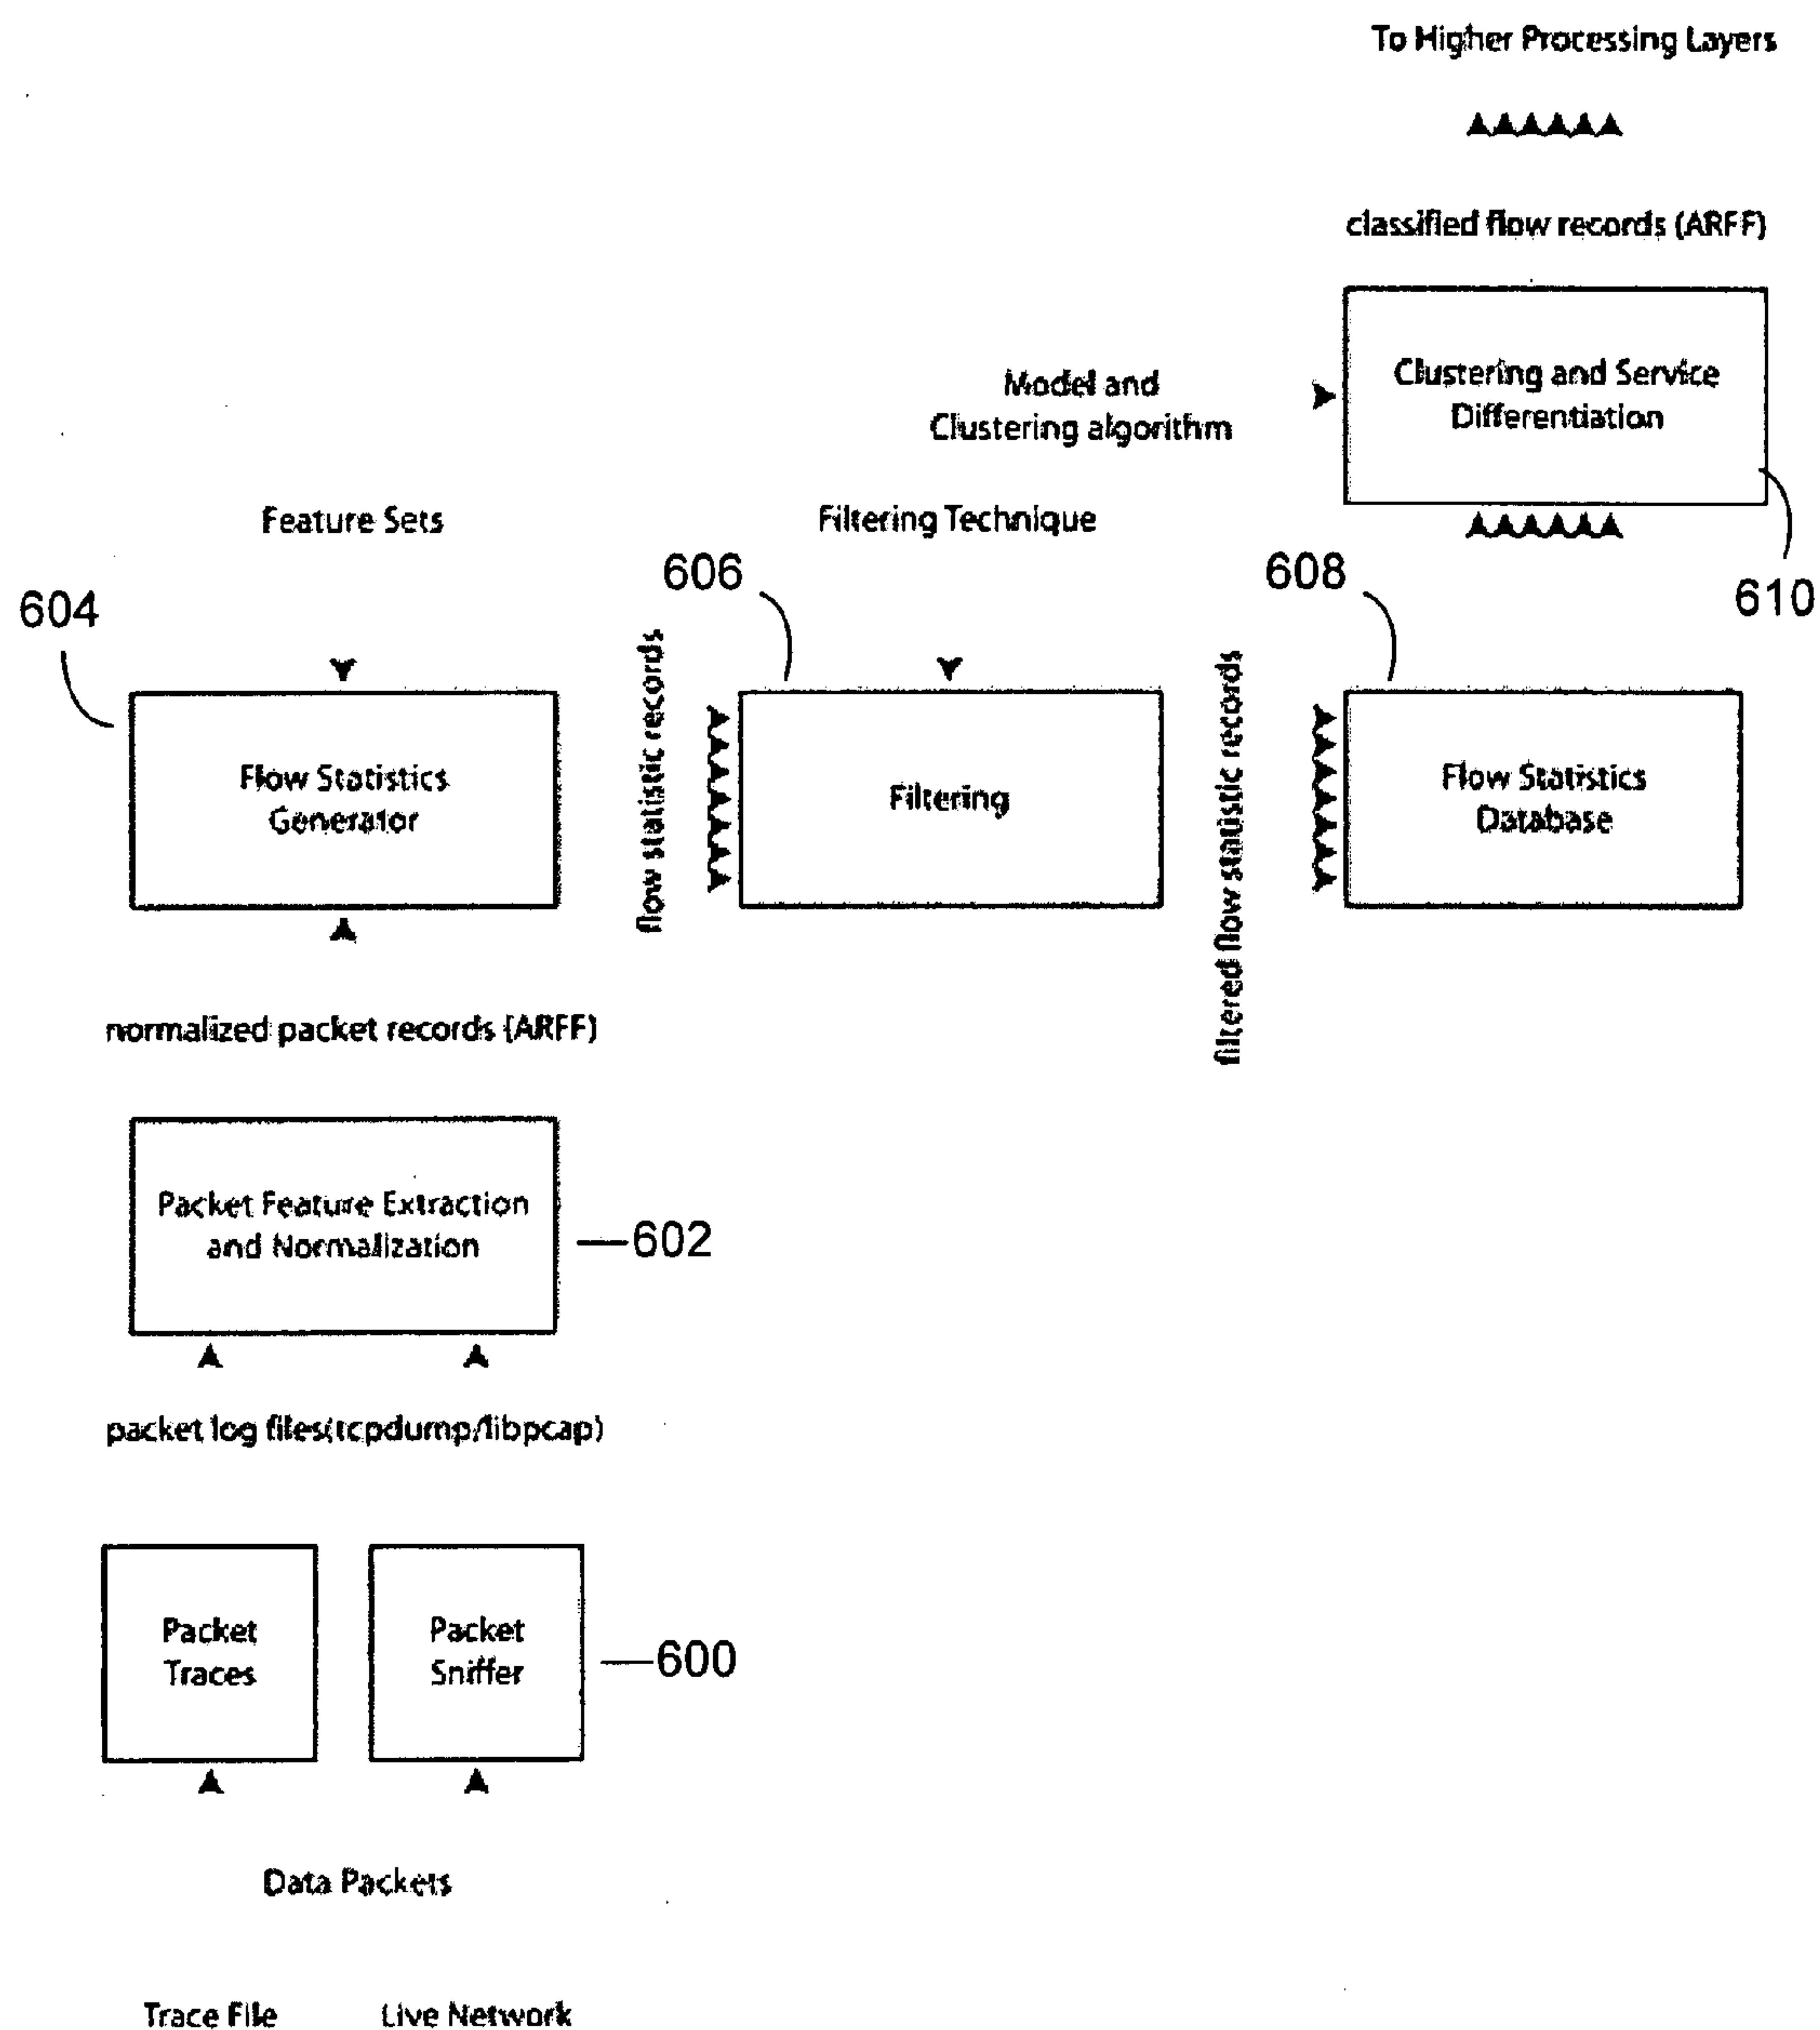 To Higher Processing Layers
classified flow records (ARFF)
Clustering and Service
Differentiation
Model and
Clustering algorithm
610
Feature Sets
Filtering Technique
604
606
608
Flow Statistics
Generator
flow statistic records
Filtering
filtered flow statistic records
Flow Statistics
Database
normalized packet records (ARFF)
Packet Feature Extraction
and Normalization
602
packet log files(tcpdump/libpcap)
Packet
Traces
Packet
Sniffer
600
Data Packets
Trace File
Live Network